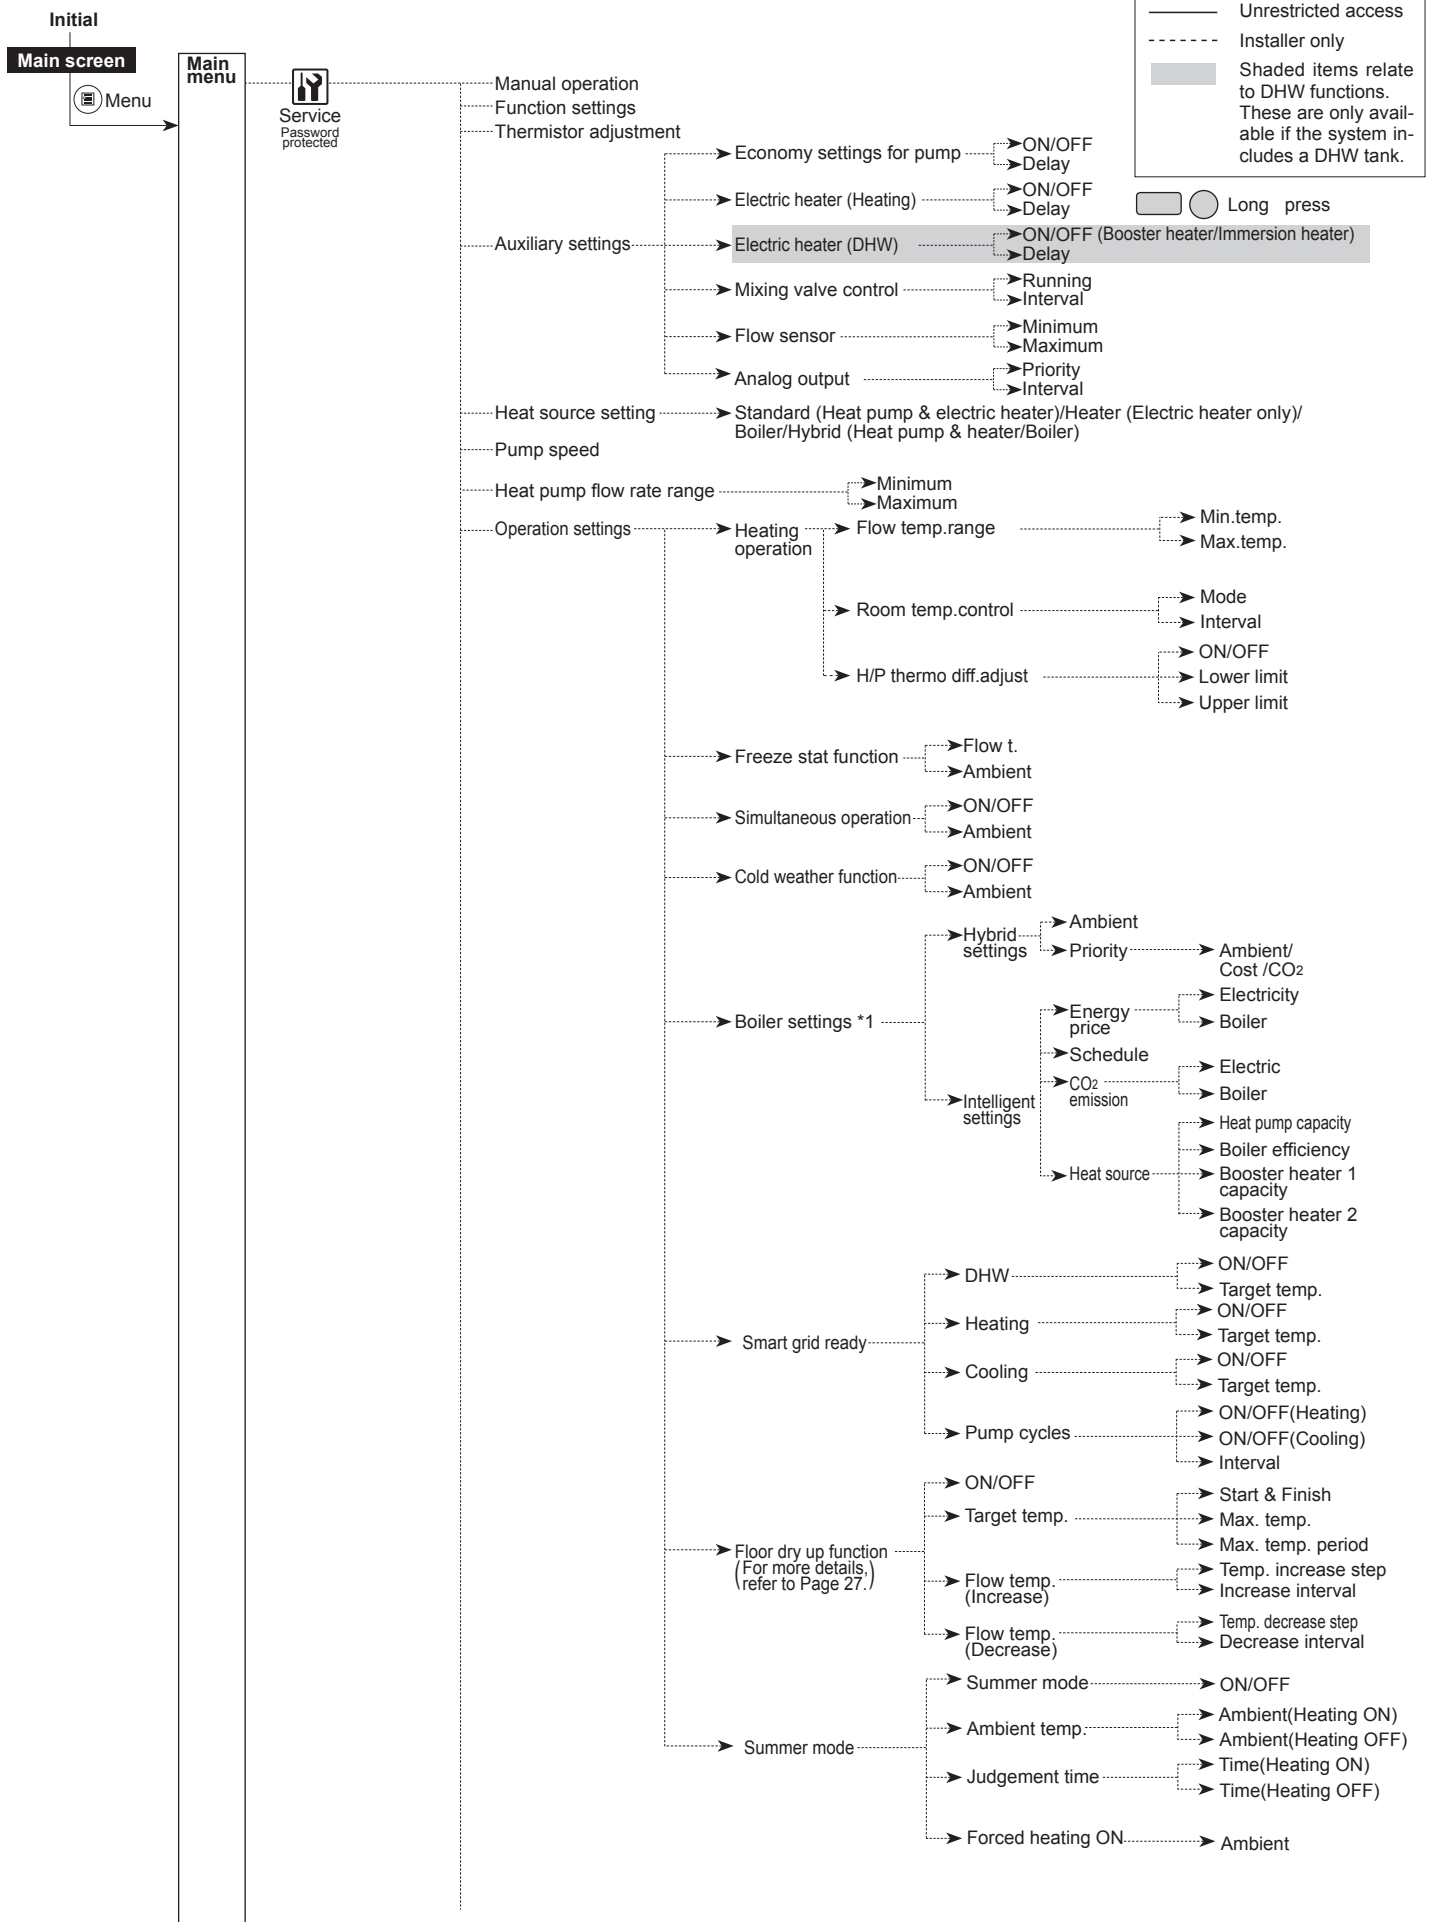 Initial
Main screen
Menu
Main
menu
Service
Password
protected
Unrestricted access
Installer only
Shaded items relate
to DHW functions.
These are only avail-
able if the system in-
cludes a DHW tank.
Long press
Manual operation
Function settings
Thermistor adjustment
Auxiliary settings
Economy settings for pump
ON/OFF
Delay
Electric heater (Heating)
ON/OFF
Delay
Electric heater (DHW)
ON/OFF (Booster heater/Immersion heater)
Delay
Mixing valve control
Running
Interval
Flow sensor
Minimum
Maximum
Analog output
Priority
Interval
Heat source setting
Standard (Heat pump & electric heater)/Heater (Electric heater only)/
Boiler/Hybrid (Heat pump & heater/Boiler)
Pump speed
Heat pump flow rate range
Minimum
Maximum
Operation settings
Heating
operation
Flow temp.range
Min.temp.
Max.temp.
Room temp.control
Mode
Interval
H/P thermo diff.adjust
ON/OFF
Lower limit
Upper limit
Freeze stat function
Flow t.
Ambient
Simultaneous operation
ON/OFF
Ambient
Cold weather function
ON/OFF
Ambient
Boiler settings *1
Hybrid
settings
Ambient
Priority
Ambient/
Cost /CO2
Intelligent
settings
Energy
price
Electricity
Boiler
Schedule
CO2
emission
Electric
Boiler
Heat source
Heat pump capacity
Boiler efficiency
Booster heater 1
capacity
Booster heater 2
capacity
Smart grid ready
DHW
ON/OFF
Target temp.
Heating
ON/OFF
Target temp.
Cooling
ON/OFF
Target temp.
Pump cycles
ON/OFF(Heating)
ON/OFF(Cooling)
Interval
Floor dry up function
(For more details,
refer to Page 27.)
ON/OFF
Target temp.
Start & Finish
Max. temp.
Max. temp. period
Flow temp.
(Increase)
Temp. increase step
Increase interval
Flow temp.
(Decrease)
Temp. decrease step
Decrease interval
Summer mode
Summer mode
ON/OFF
Ambient temp.
Ambient(Heating ON)
Ambient(Heating OFF)
Judgement time
Time(Heating ON)
Time(Heating OFF)
Forced heating ON
Ambient